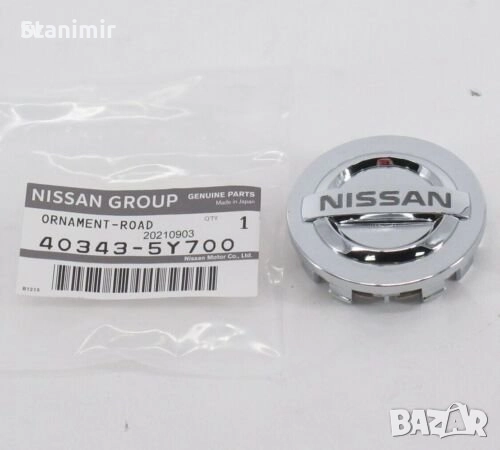 Stanimir
NISSAN GROUP GENUINE PARTS
Made in Japan
ORNAMENT-ROAD QTY 1
20210903
40343-5Y700
Nissan Motor Co., Ltd.
NISSAN
BAZAR